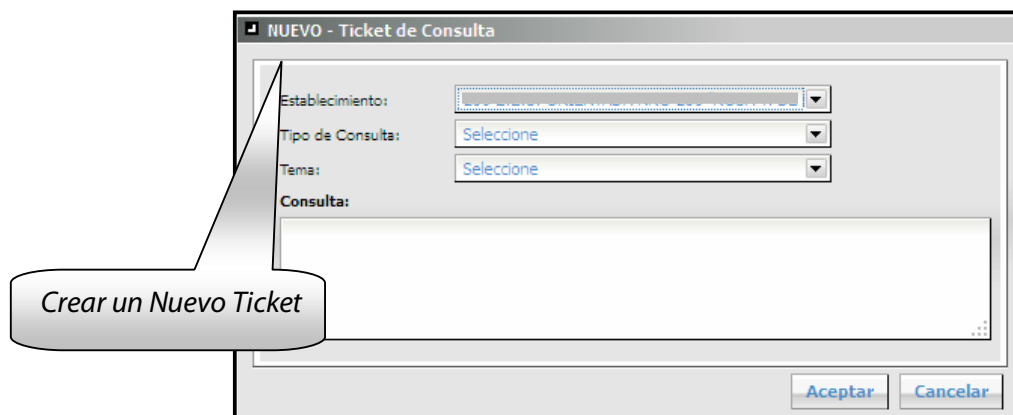 NUEVO - Ticket de Consulta
Establecimiento:
Tipo de Consulta: Seleccione
Tema: Seleccione
Consulta:
Crear un Nuevo Ticket
Aceptar Cancelar